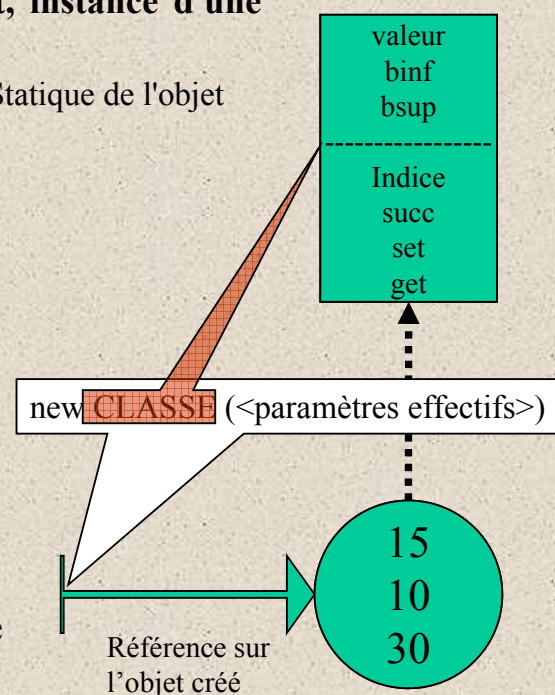 t, instance d'une
Statique de l'objet
valeur
binf
bsup
Indice
succ
set
get
new CLASSE (<paramètres effectifs>)
15
10
30
e
Référence sur
l'objet créé